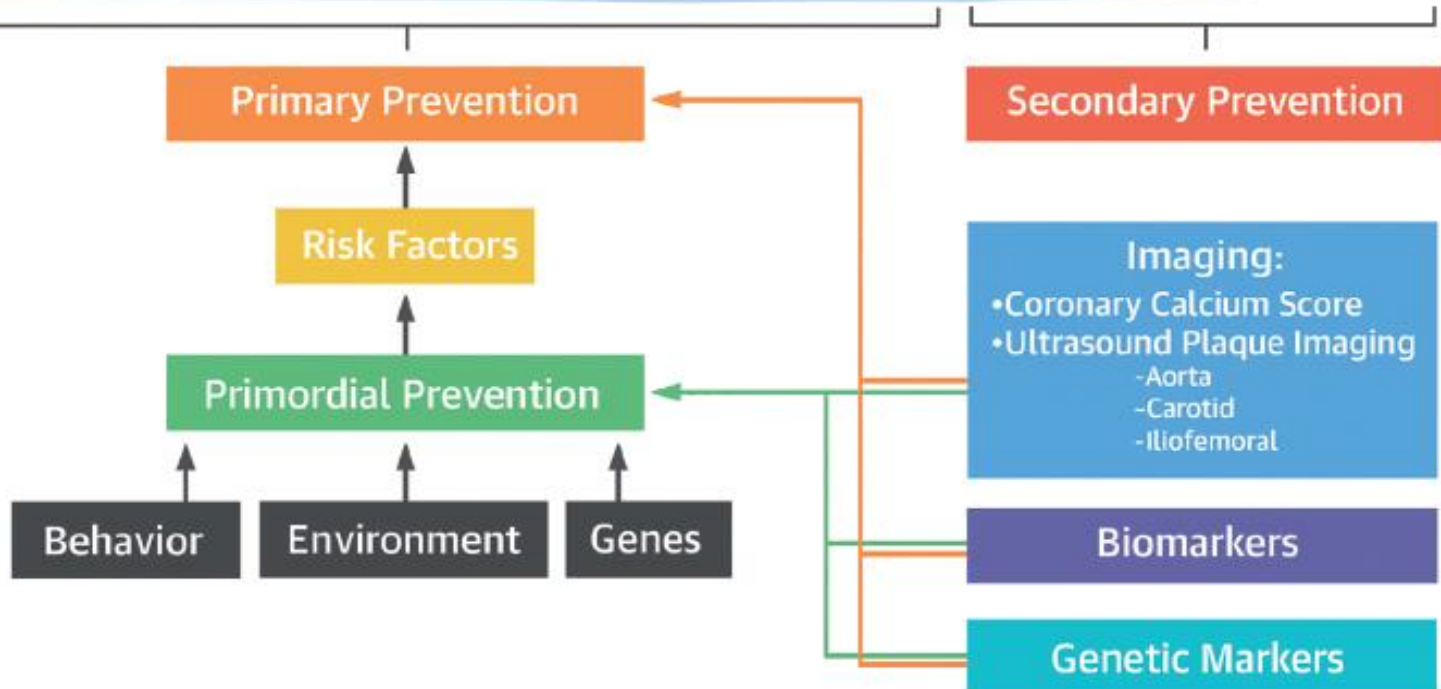 Primary Prevention
Secondary Prevention
Risk Factors
Imaging:
•Coronary Calcium Score
•Ultrasound Plaque Imaging
-Aorta
-Carotid
-Iliofemoral
Primordial Prevention
Behavior
Environment
Genes
Biomarkers
Genetic Markers